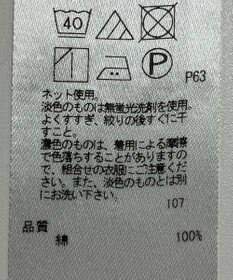 40
P
P63
ネット使用。
淡色のものは無蛍光洗剤を使用。
よくすすぎ、絞りの後すぐに干
すこと。
濃色のものは、着用による摩擦
で色落ちすることがありますの
で、組合せの衣服にご注意くだ
さい。また、淡色のものとは別
にお洗い下さい。
107
品質
綿 100%